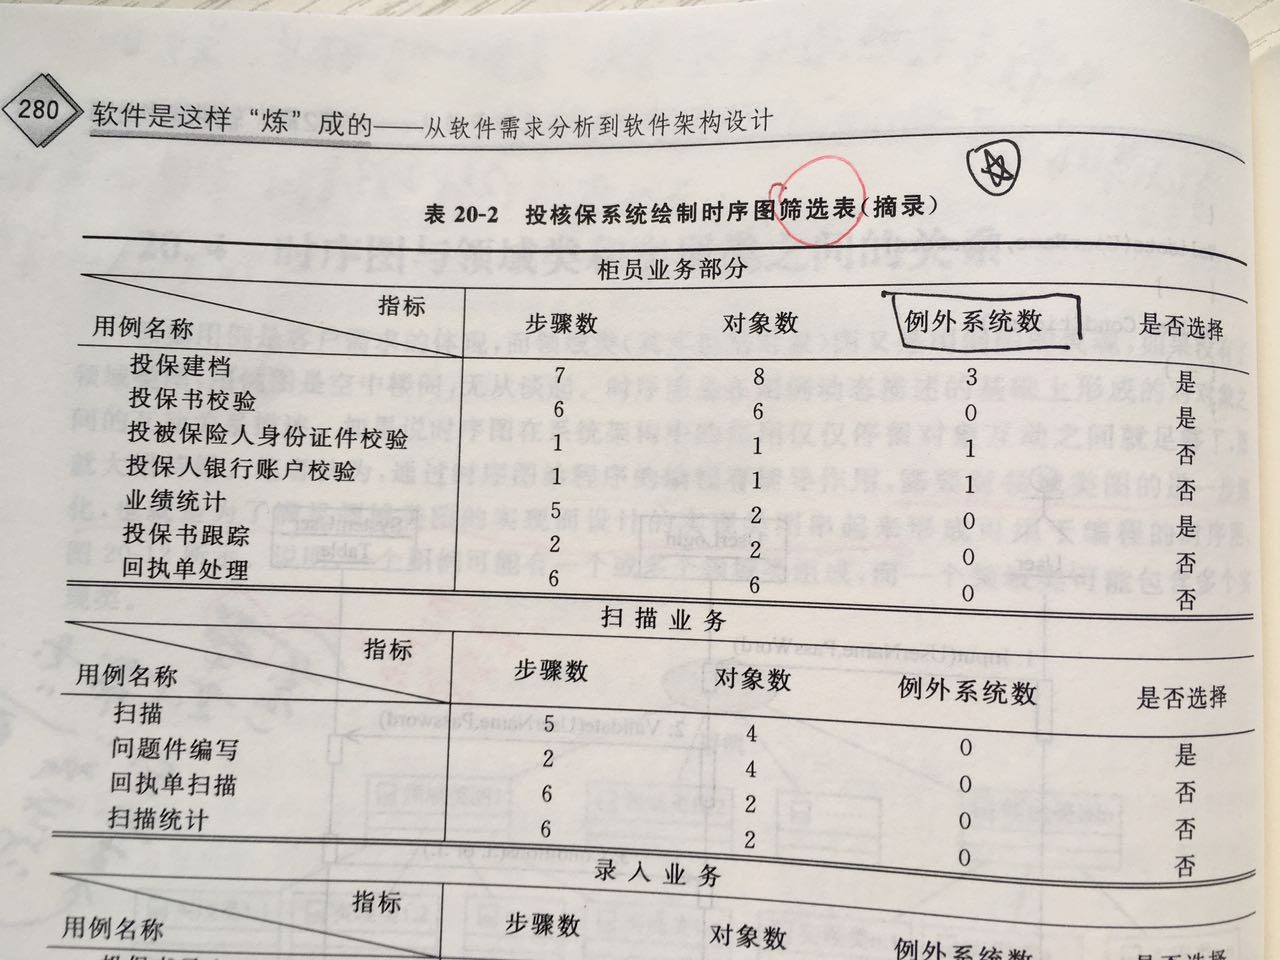 280 软件是这样“炼”成的——从软件需求分析到软件架构设计
表 20-2 投核保系统绘制时序图筛选表(摘录)
柜员业务部分
指标
用例名称 步骤数 对象数 例外系统数 是否选择
投保建档 7 8 3 是
投保书校验 6 6 0 是
投被保险人身份证件校验 1 1 1 否
投保人银行账户校验 1 1 1 否
业绩统计 5 2 0 是
投保书跟踪 2 2 0 否
回执单处理 6 6 0 否
扫描业务
指标
用例名称 步骤数 对象数 例外系统数 是否选择
扫描 5 4 0 是
问题件编写 2 4 0 否
回执单扫描 6 2 0 否
扫描统计 6 2 0 否
录入业务
指标
用例名称 步骤数 对象数 例外系统数 是否选择